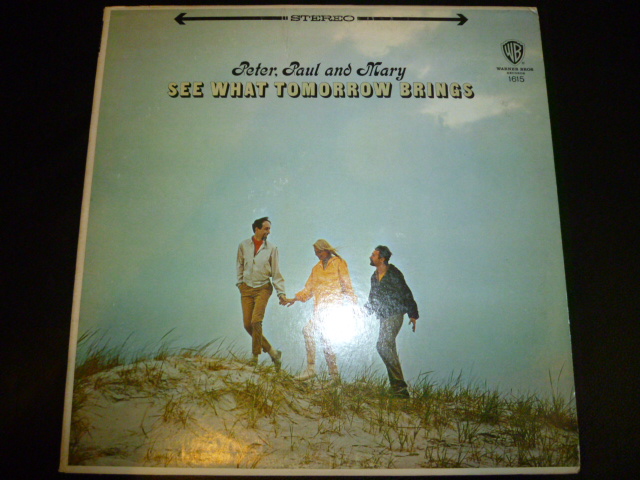 STEREO
Peter, Paul and Mary
SEE WHAT TOMORROW BRINGS
WB
WARNER BROS
RECORDS
1615